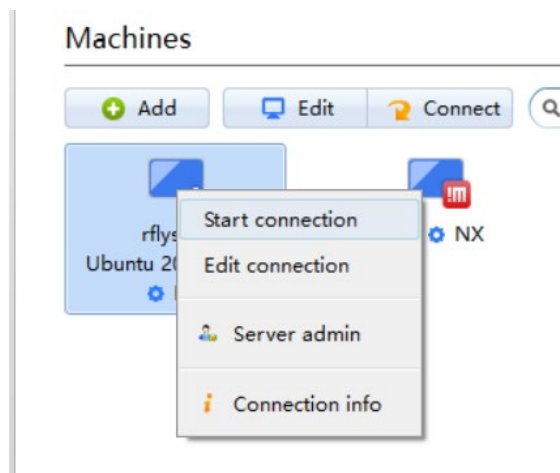 Machines
Add
Edit
Connect
rflys
Ubuntu 20
NX
Start connection
Edit connection
Server admin
Connection info